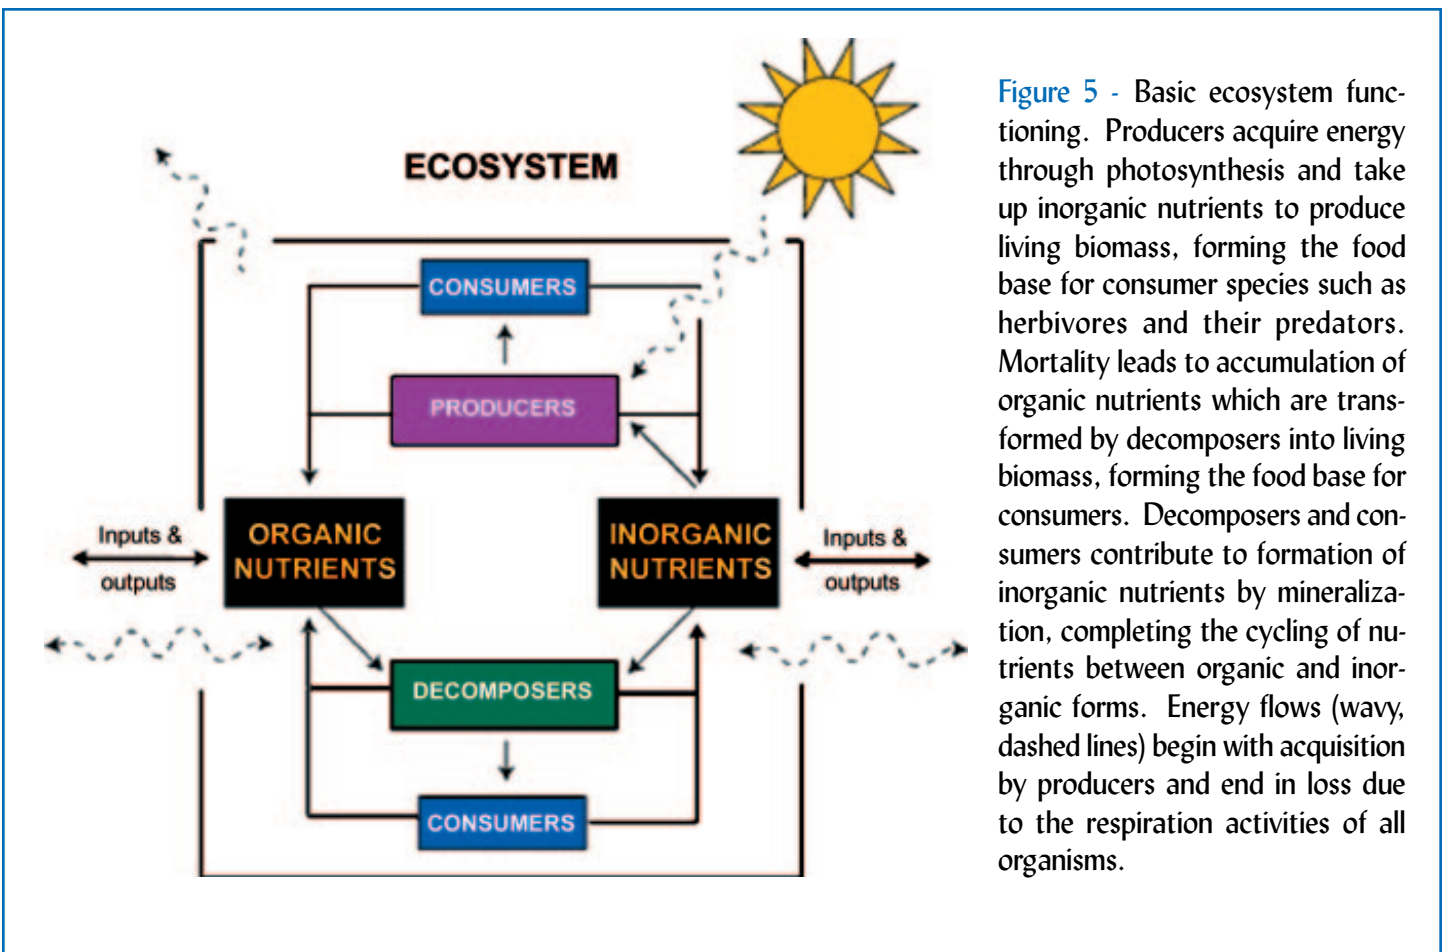 ECOSYSTEM
CONSUMERS
PRODUCERS
ORGANIC
NUTRIENTS
INORGANIC
NUTRIENTS
Inputs &
outputs
Inputs &
outputs
DECOMPOSERS
CONSUMERS
Figure 5 - Basic ecosystem func-
tioning. Producers acquire energy
through photosynthesis and take
up inorganic nutrients to produce
living biomass, forming the food
base for consumer species such as
herbivores and their predators.
Mortality leads to accumulation of
organic nutrients which are trans-
formed by decomposers into living
biomass, forming the food base for
consumers. Decomposers and con-
sumers contribute to formation of
inorganic nutrients by mineraliza-
tion, completing the cycling of nu-
trients between organic and inor-
ganic forms. Energy flows (wavy,
dashed lines) begin with acquisition
by producers and end in loss due
to the respiration activities of all
organisms.